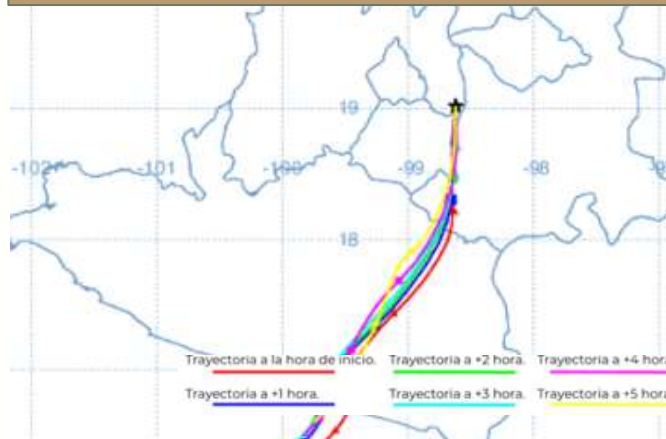 19
-102 -101 -100 -99 -98
18
Trayectoria a la hora de inicio. Trayectoria a +2 hora. Trayectoria a +4 hora.
Trayectoria a +1 hora. Trayectoria a +3 hora. Trayectoria a +5 hora